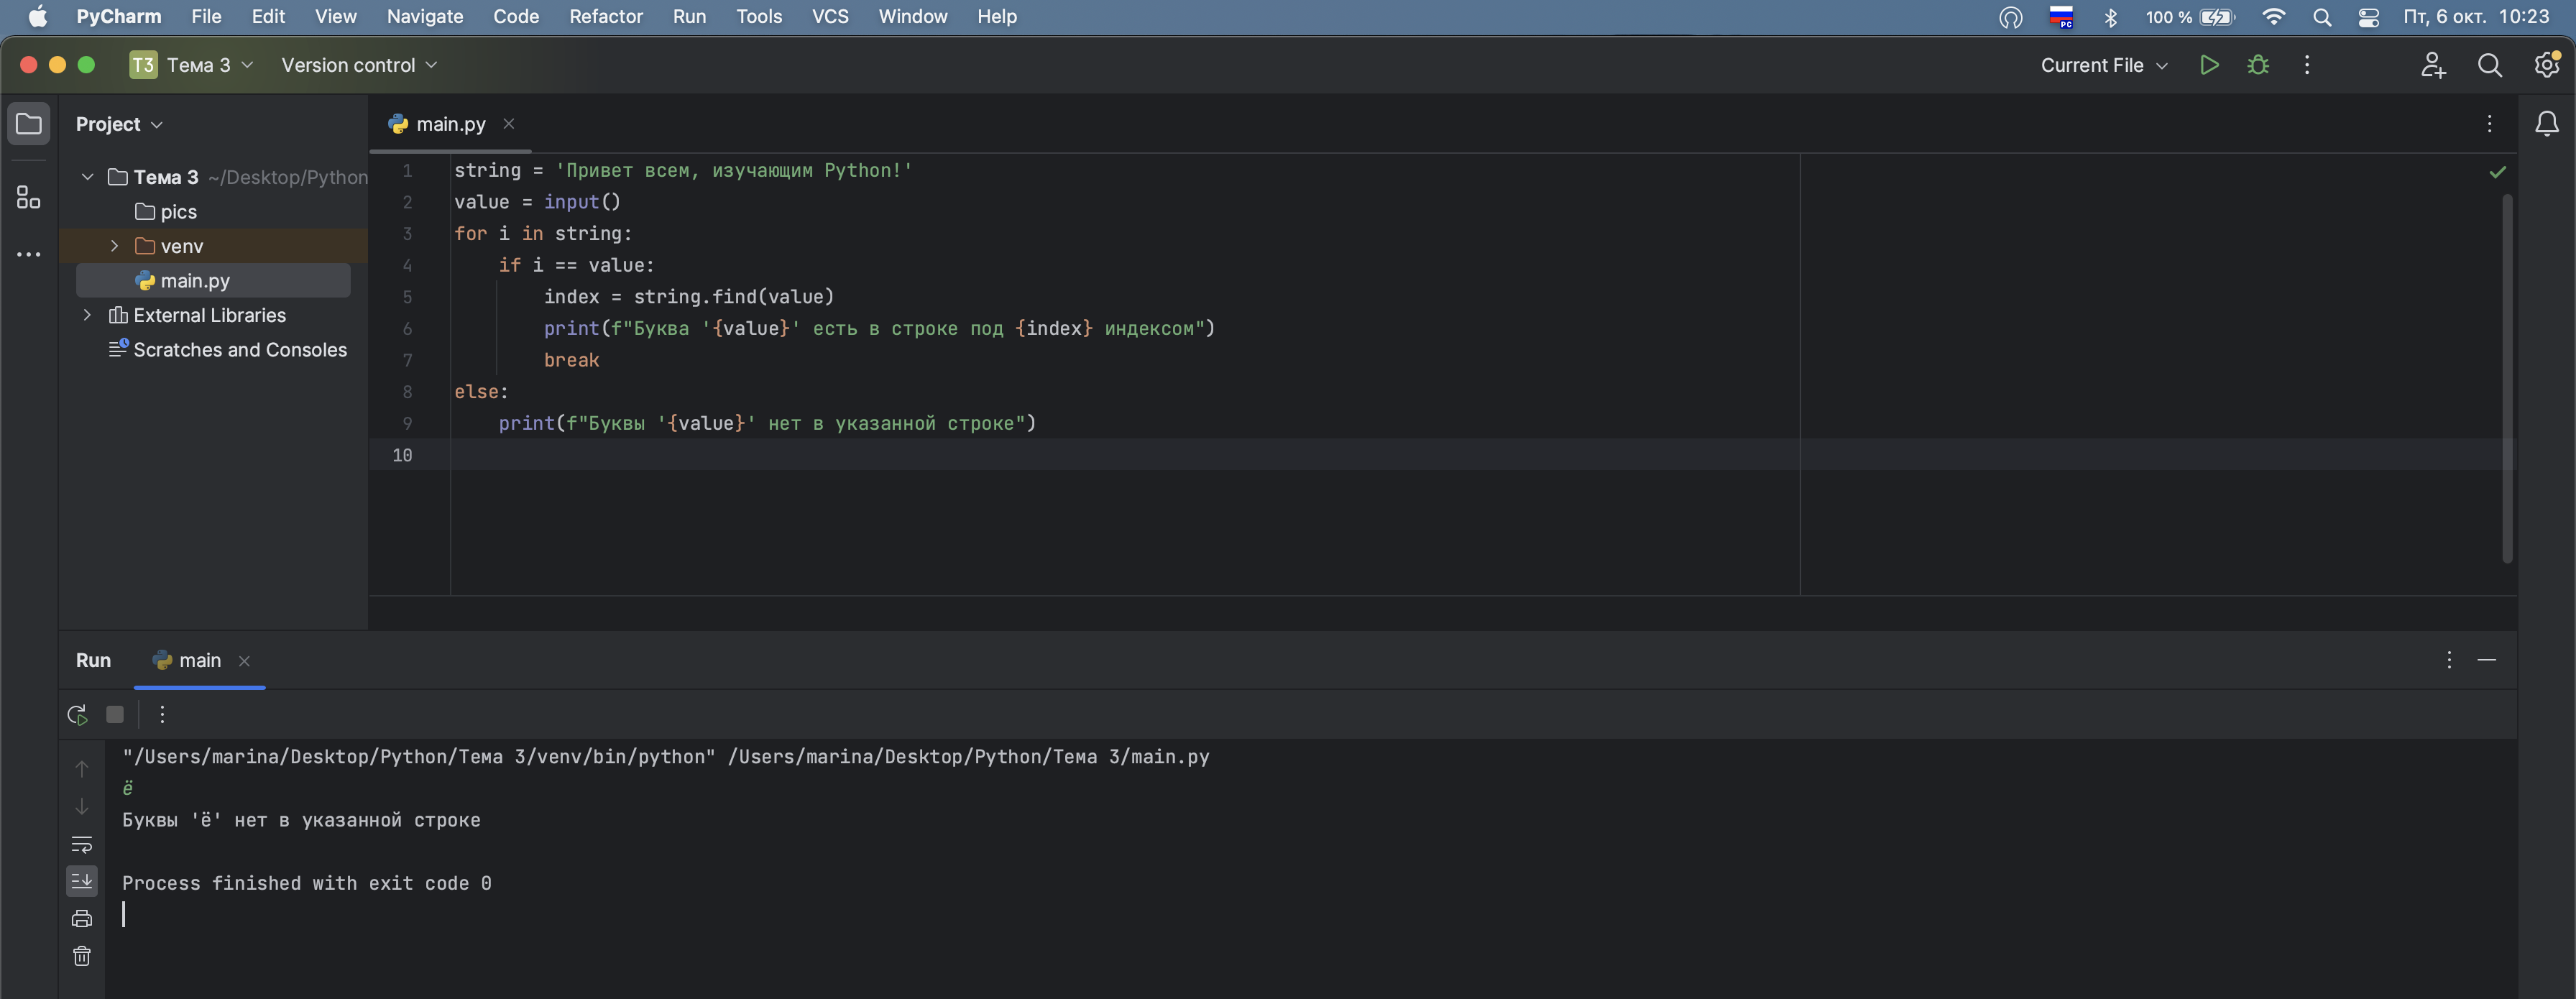 PyCharm File Edit View Navigate Code Refactor Run Tools VCS Window Help РС 100 % Пт, 6 окт. 10:23
ТЗ Тема 3 Version control Current File
Project
main.py
Тема 3 ~/Desktop/Python
pics
venv
main.py
External Libraries
Scratches and Consoles
1 string = 'Привет всем, изучающим Python!'
2 value = input()
3 for i in string:
4 if i == value:
5 index = string.find(value)
6 print(f"Буква '{value}' есть в строке под {index} индексом")
7 break
8 else:
9 print(f"Буквы '{value}' нет в указанной строке")
10
Run main
"/Users/marina/Desktop/Python/Тема 3/venv/bin/python" /Users/marina/Desktop/Python/Тема 3/main.py
ё
Буквы 'ё' нет в указанной строке
Process finished with exit code 0